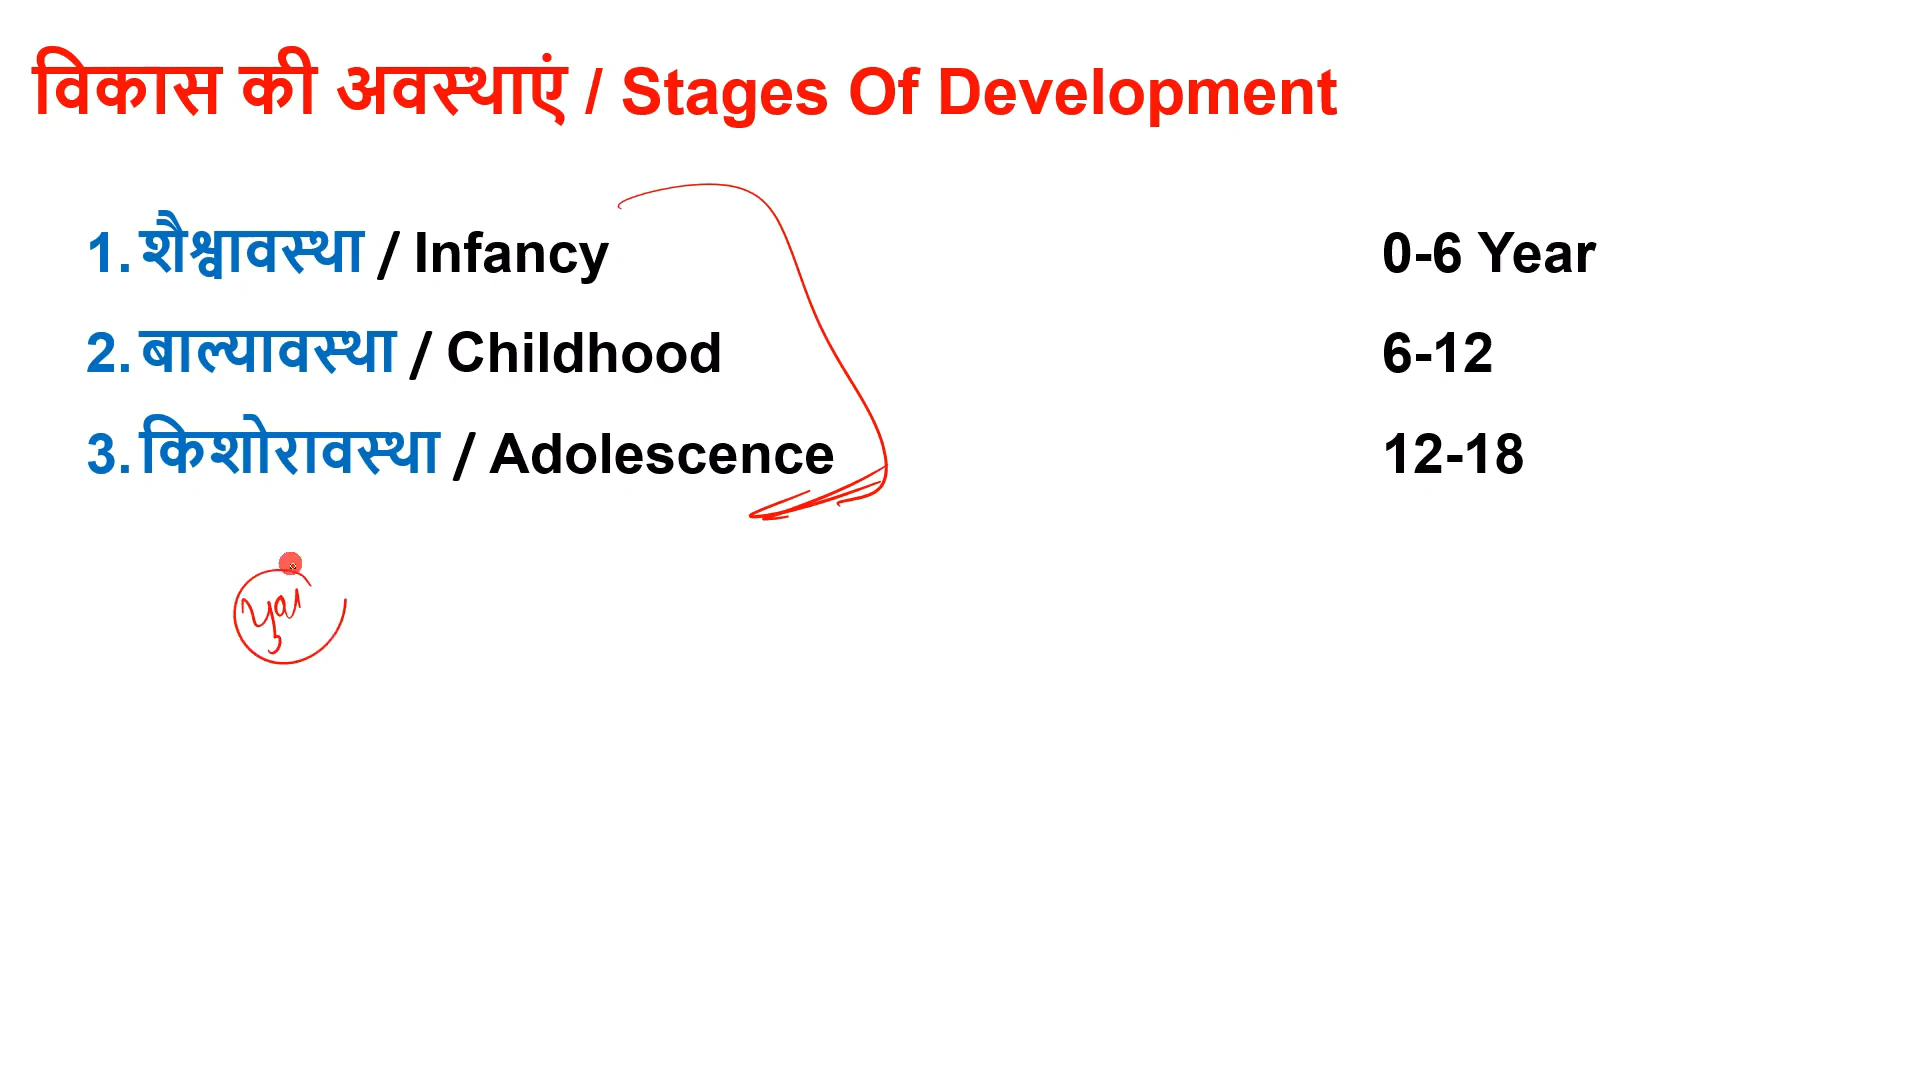 विकास की अवस्थाएं / Stages Of Development
1. शैश्वावस्था / Infancy 0-6 Year
2. बाल्यावस्था / Childhood 6-12
3. किशोरावस्था / Adolescence 12-18